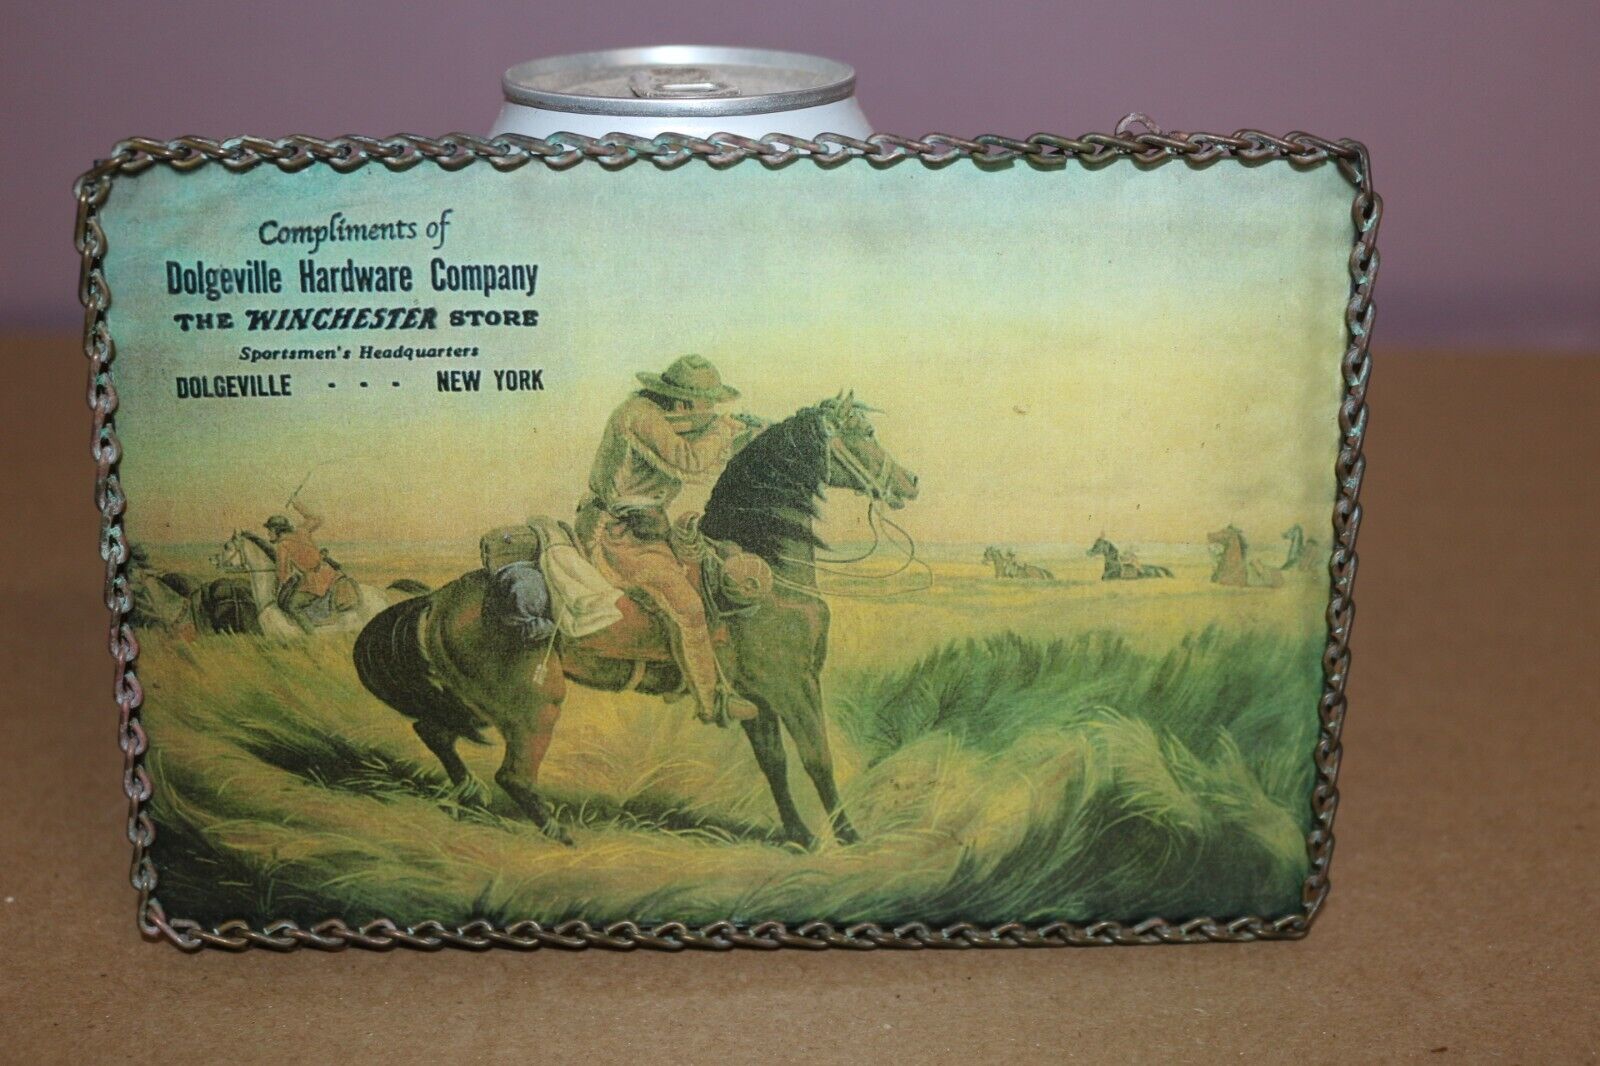 Compliments of
Dolgeville Hardware Company
THE WINCHESTER STORE
Sportsmen's Headquarters
DOLGEVILLE - - - NEW YORK